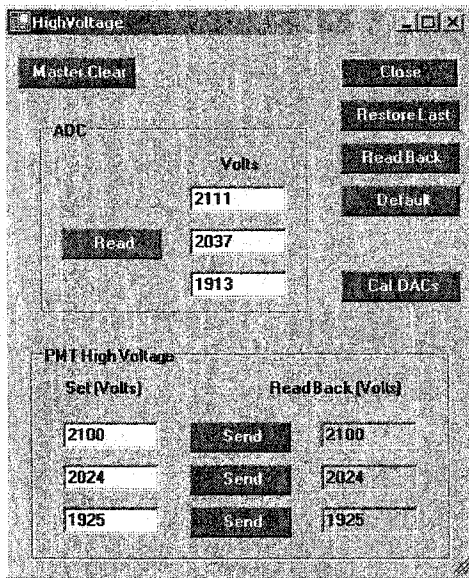 HighVoltage
Master Clear
Close
Restore Last
ADC
Volts
Read Back
2111
Default
Read
2037
1913
Cal DACs
PMT High Voltage
Set (Volts) Read Back (Volts)
2100 Send 2100
2024 Send 2024
1925 Send 1925